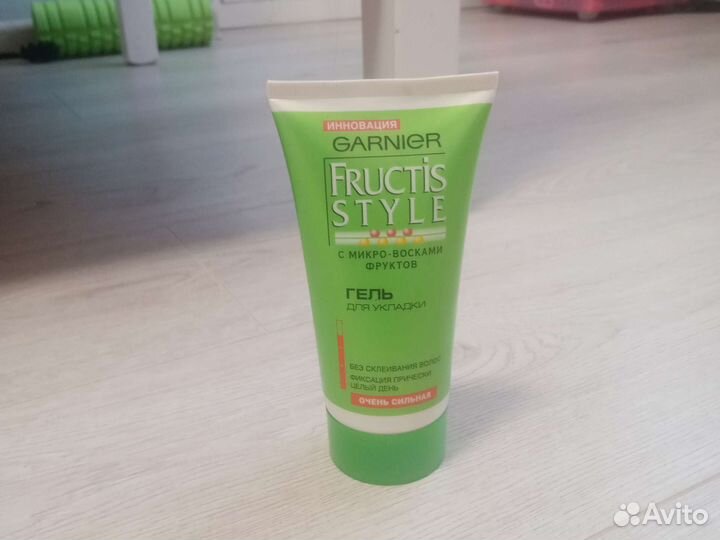 ИННОВАЦИЯ
GARNIER
FRUCTIS
STYLE
С МИКРО-ВОСКАМИ
ФРУКТОВ
ГЕЛЬ
ДЛЯ УКЛАДКИ
БЕЗ СКЛЕИВАНИЯ ВОЛОС
ФИКСАЦИЯ ПРИЧЕСКИ
ЦЕЛЫЙ ДЕНЬ
ОЧЕНЬ СИЛЬНАЯ
Avito